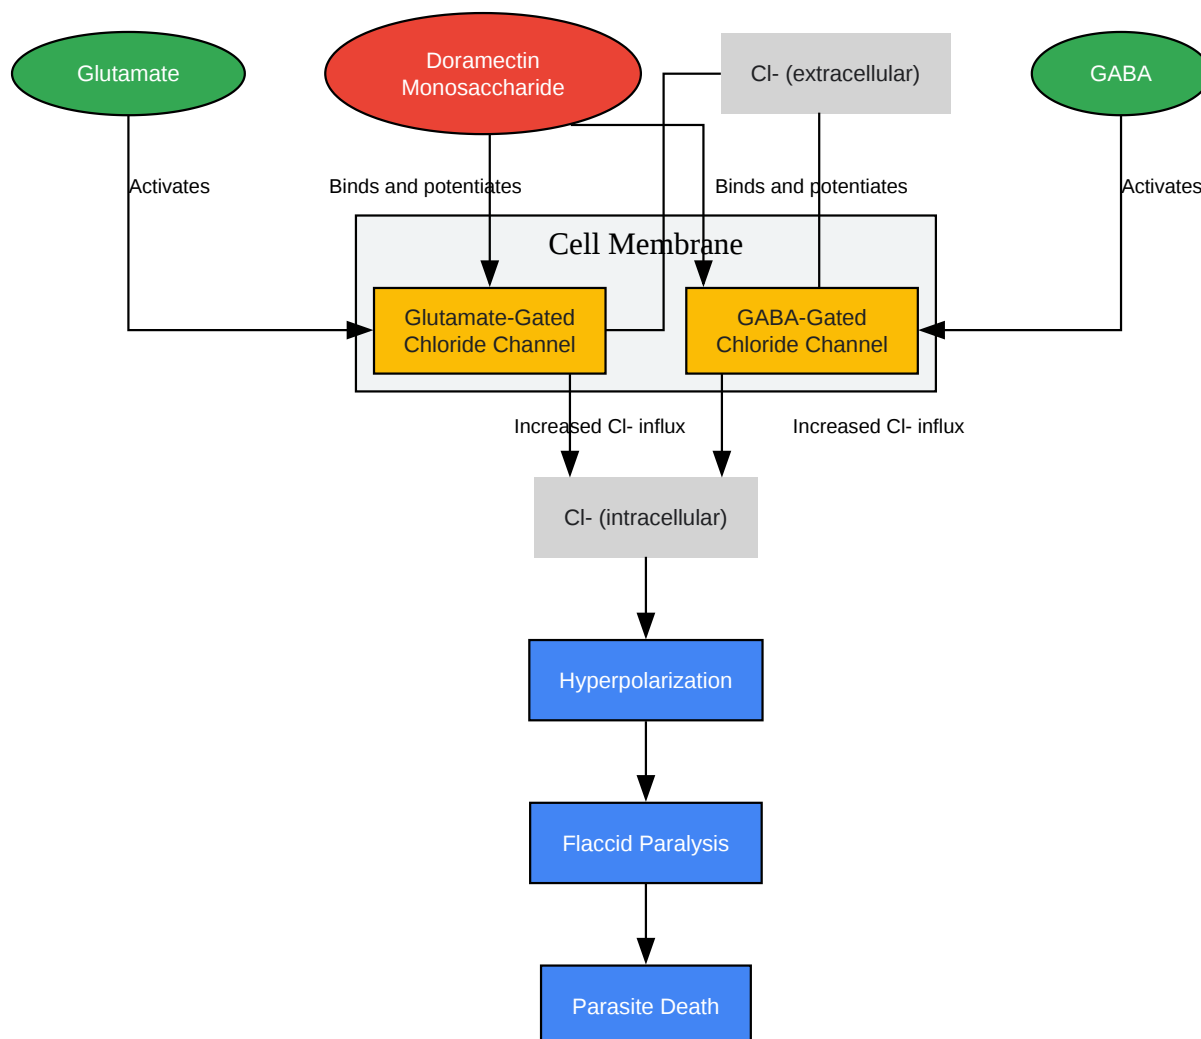 Glutamate
Doramectin
Monosaccharide
Cl- (extracellular)
GABA
Activates
Binds and potentiates
Binds and potentiates
Activates
Cell Membrane
Glutamate-Gated
Chloride Channel
GABA-Gated
Chloride Channel
Increased Cl- influx
Increased Cl- influx
Cl- (intracellular)
Hyperpolarization
Flaccid Paralysis
Parasite Death